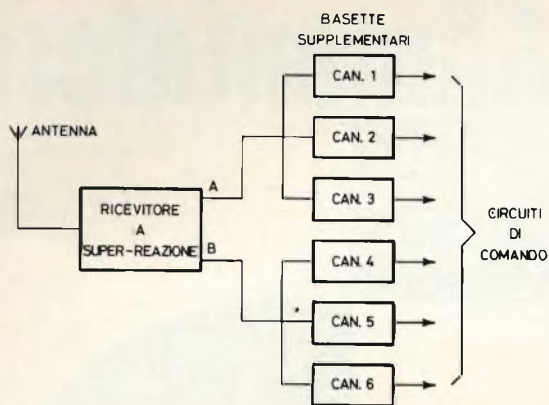 BASETTE
SUPPLEMENTARI
CAN. 1
ANTENNA
CAN. 2
A
RICEVITORE
A
SUPER-REAZIONE
CAN. 3
CIRCUITI
DI
COMANDO
B
CAN. 4
CAN. 5
CAN. 6